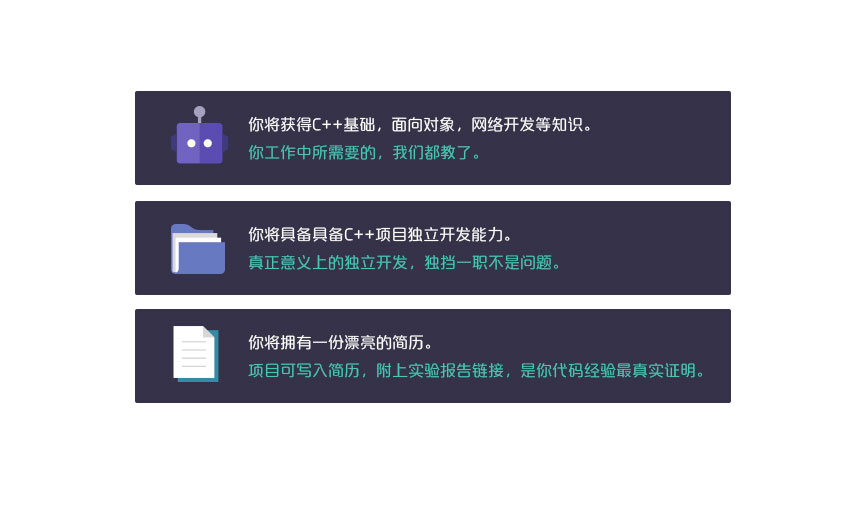 你将获得C++基础，面向对象，网络开发等知识。
你工作中所需要的，我们都教了。
你将具备具备C++项目独立开发能力。
真正意义上的独立开发，独挡一职不是问题。
你将拥有一份漂亮的简历。
项目可写入简历，附上实验报告链接，是你代码经验最真实证明。